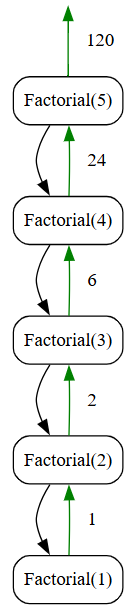 120
Factorial(5)
24
Factorial(4)
6
Factorial(3)
2
Factorial(2)
1
Factorial(1)